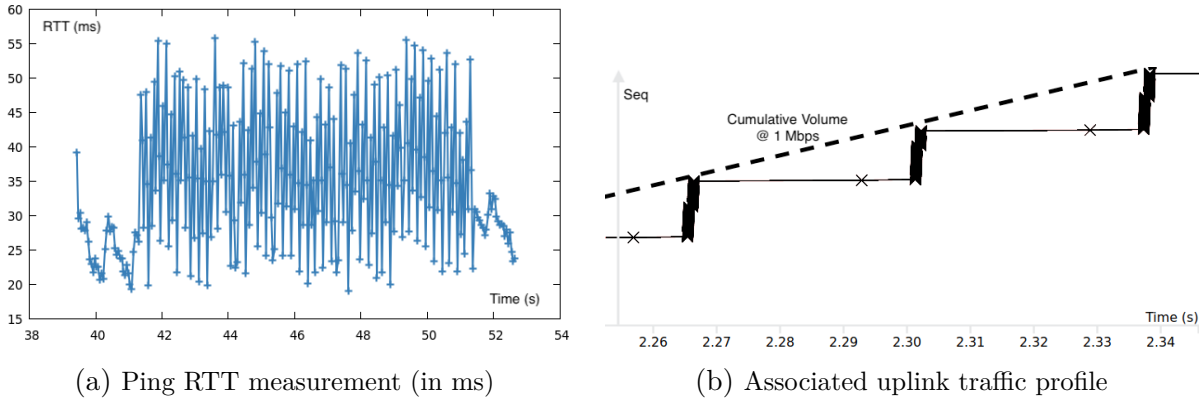 60
RTT (ms)
55
50
45
40
35
30
25
20
15
Time (s)
38 40 42 44 46 48 50 52 54
(a) Ping RTT measurement (in ms)
Seq
Cumulative Volume
@ 1 Mbps
Time (s)
2.26 2.27 2.28 2.29 2.30 2.31 2.32 2.33 2.34
(b) Associated uplink traffic profile